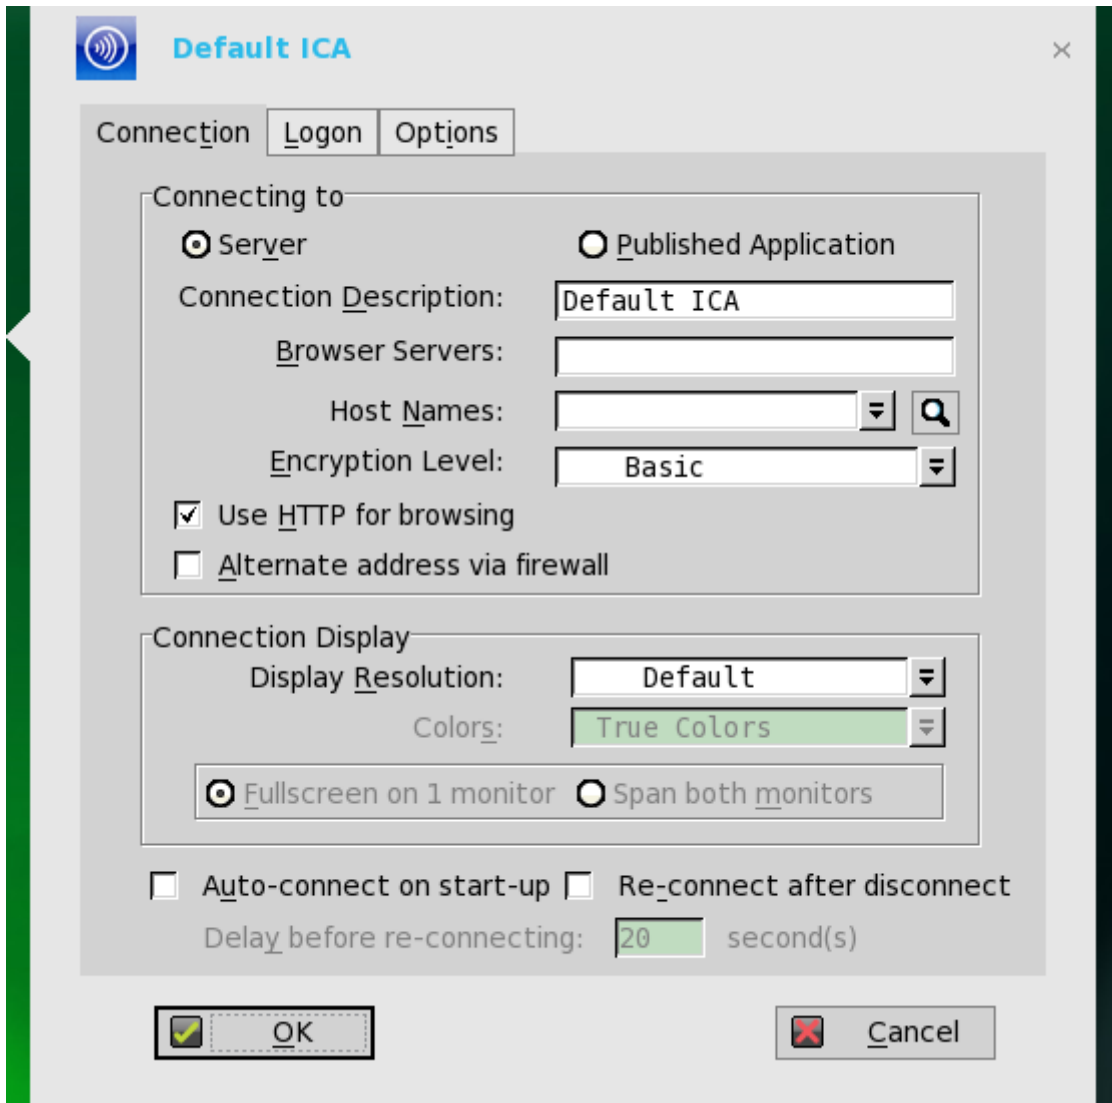 Default ICA
Connection Logon Options
Connecting to
Server Published Application
Connection Description: Default ICA
Browser Servers:
Host Names:
Encryption Level: Basic
Use HTTP for browsing
Alternate address via firewall
Connection Display
Display Resolution: Default
Colors: True Colors
Fullscreen on 1 monitor Span both monitors
Auto-connect on start-up Re-connect after disconnect
Delay before re-connecting: 20 second(s)
OK Cancel